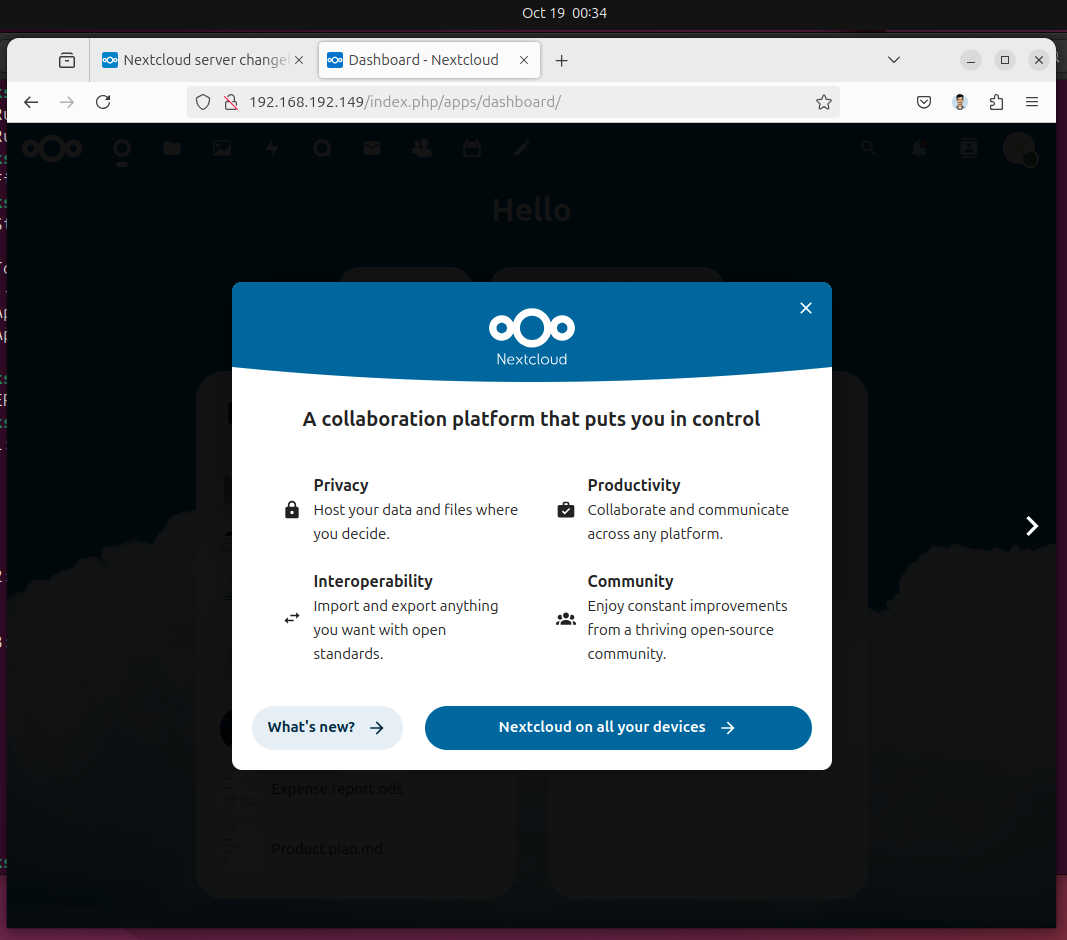 Oct 19 00:34
Nextcloud server change
Dashboard - Nextcloud
192.168.192.149/index.php/apps/dashboard/
Hello
Nextcloud
A collaboration platform that puts you in control
Privacy
Host your data and files where
you decide.
Productivity
Collaborate and communicate
across any platform.
Interoperability
Import and export anything
you want with open
standards.
Community
Enjoy constant improvements
from a thriving open-source
community.
What's new?
Nextcloud on all your devices
Expense report.ods
Product plan.md